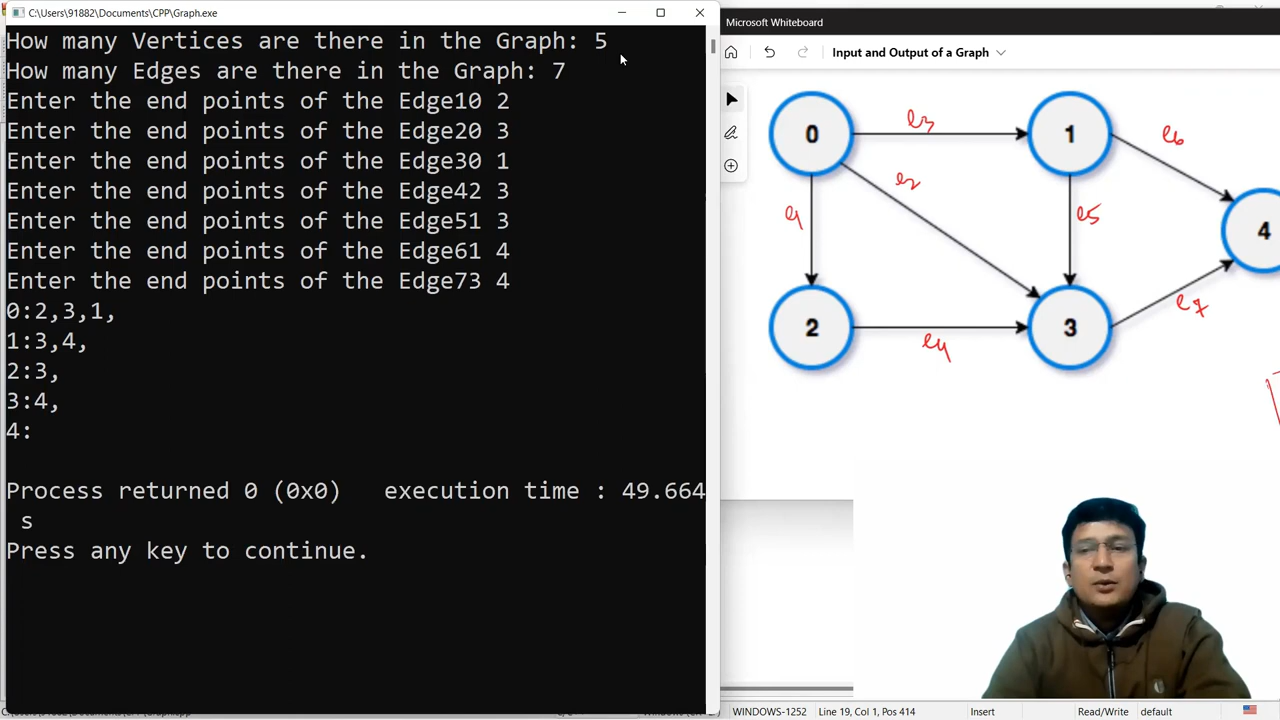 C:\Users\91882\Documents\CPP\Graph.exe
How many Vertices are there in the Graph: 5
How many Edges are there in the Graph: 7
Enter the end points of the Edge10 2
Enter the end points of the Edge20 3
Enter the end points of the Edge30 1
Enter the end points of the Edge42 3
Enter the end points of the Edge51 3
Enter the end points of the Edge61 4
Enter the end points of the Edge73 4
0:2,3,1,
1:3,4,
2:3,
3:4,
4:
Process returned 0 (0x0)   execution time : 49.664
s
Press any key to continue.
Microsoft Whiteboard
Input and Output of a Graph
0
e3
1
e6
e2
e1
e5
4
2
e4
3
e7
WINDOWS-1252 Line 19, Col 1, Pos 414 Insert Read/Write default